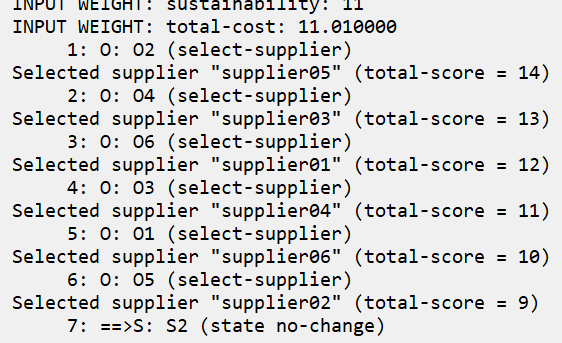 INPUT WEIGHT: sustainability: 11
INPUT WEIGHT: total-cost: 11.010000
1: O: O2 (select-supplier)
Selected supplier "supplier05" (total-score = 14)
2: O: O4 (select-supplier)
Selected supplier "supplier03" (total-score = 13)
3: O: O6 (select-supplier)
Selected supplier "supplier01" (total-score = 12)
4: O: O3 (select-supplier)
Selected supplier "supplier04" (total-score = 11)
5: O: O1 (select-supplier)
Selected supplier "supplier06" (total-score = 10)
6: O: O5 (select-supplier)
Selected supplier "supplier02" (total-score = 9)
7: ==>S: S2 (state no-change)